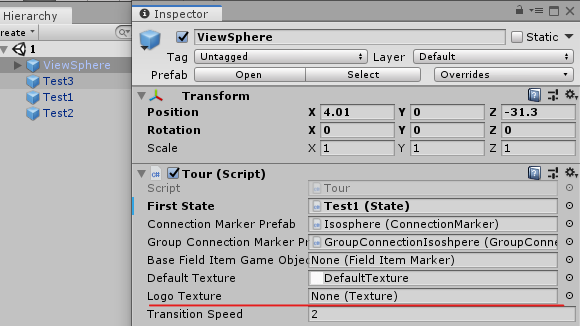 Hierarchy
reate
1
ViewSphere
Test3
Test1
Test2
Inspector
ViewSphere
Static
Tag Untagged Layer Default
Prefab Open Select Overrides
Transform
Position X 4.01 Y 0 Z -31.3
Rotation X 0 Y 0 Z 0
Scale X 1 Y 1 Z 1
Tour (Script)
Script Tour
First State Test1 (State)
Connection Marker Prefab Isosphere (ConnectionMarker)
Group Connection Marker Pr GroupConnectionIsoshpere (GroupConne
Base Field Item Game Objec None (Field Item Marker)
Default Texture DefaultTexture
Logo Texture None (Texture)
Transition Speed 2